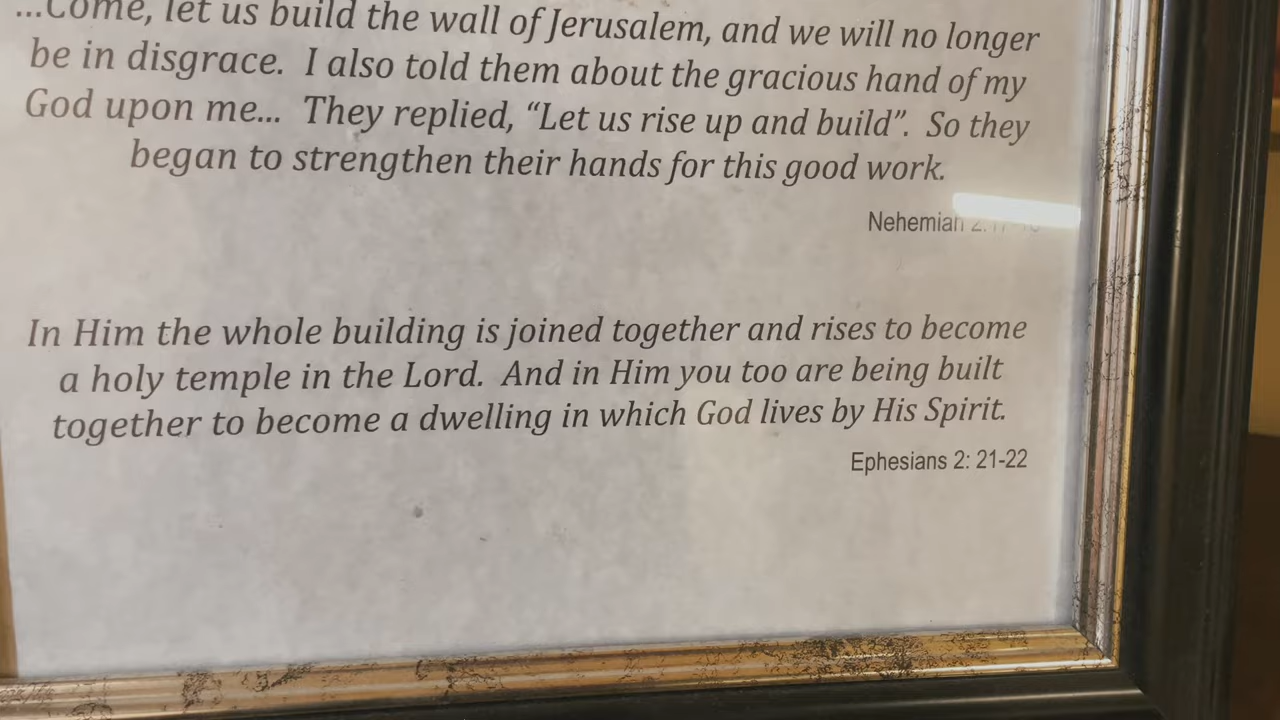 ...Come, let us build the wall of Jerusalem, and we will no longer
be in disgrace.  I also told them about the gracious hand of my
God upon me...  They replied, “Let us rise up and build”.  So they
began to strengthen their hands for this good work.
Nehemiah
In Him the whole building is joined together and rises to become
a holy temple in the Lord.  And in Him you too are being built
together to become a dwelling in which God lives by His Spirit.
Ephesians 2: 21-22